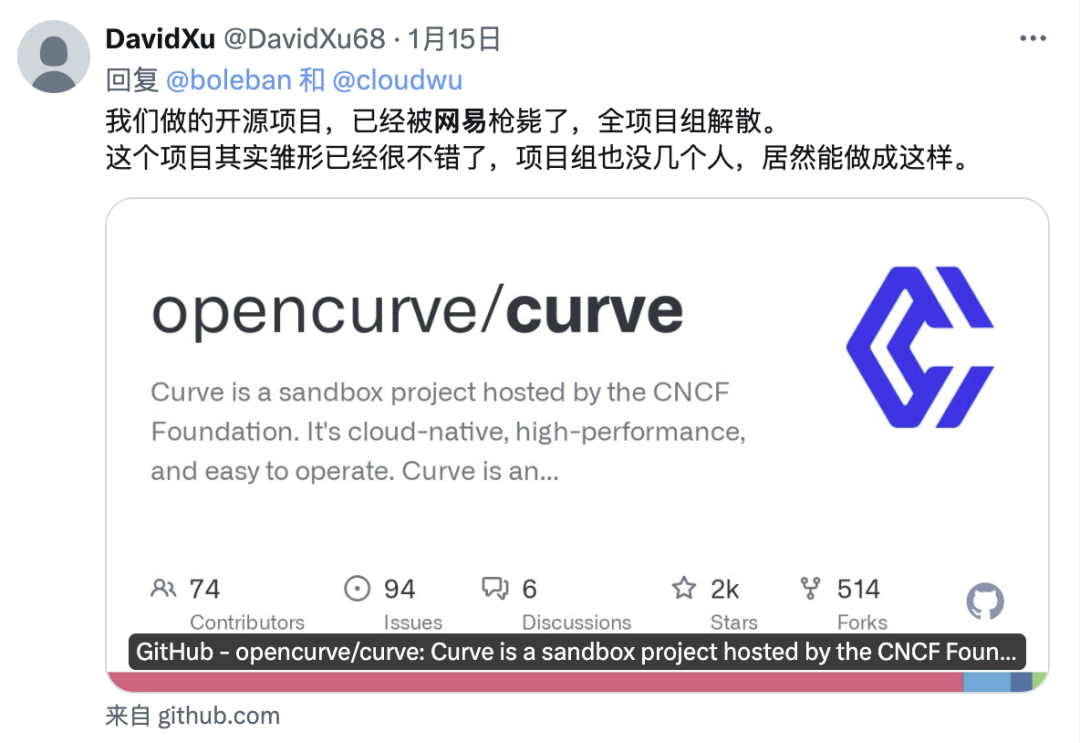 DavidXu @DavidXu68 · 1月15日
回复 @boleban 和 @cloudwu
我们做的开源项目，已经被网易枪毙了，全项目组解散。
这个项目其实雏形已经很不错了，项目组也没几个人，居然能做成这样。
opencurve/curve
Curve is a sandbox project hosted by the CNCF
Foundation. It's cloud-native, high-performance,
and easy to operate. Curve is an...
74 94 6 2k 514
Contributors Issues Discussions Stars Forks
GitHub - opencurve/curve: Curve is a sandbox project hosted by the CNCF Foun...
来自 github.com